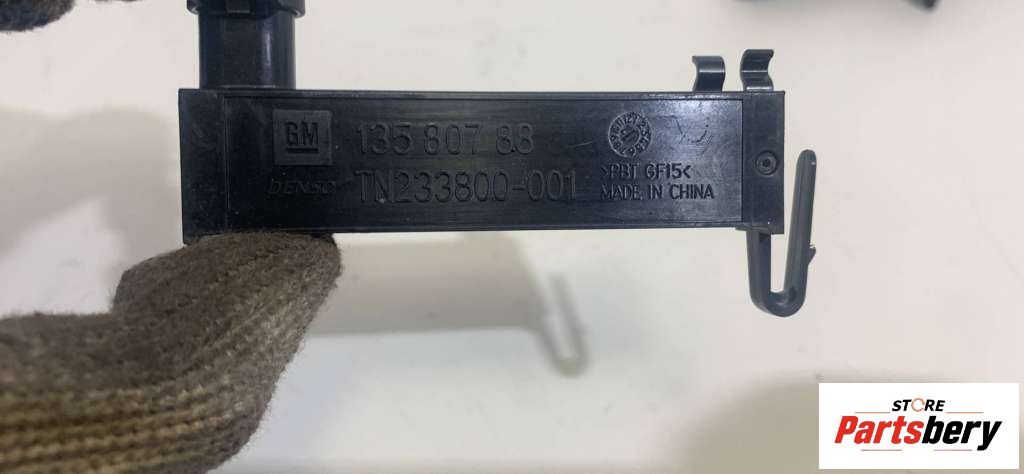 GM 135 807 88
DENSO TN233800-001
>PBT GF15<
MADE IN CHINA
STORE
Partsbery